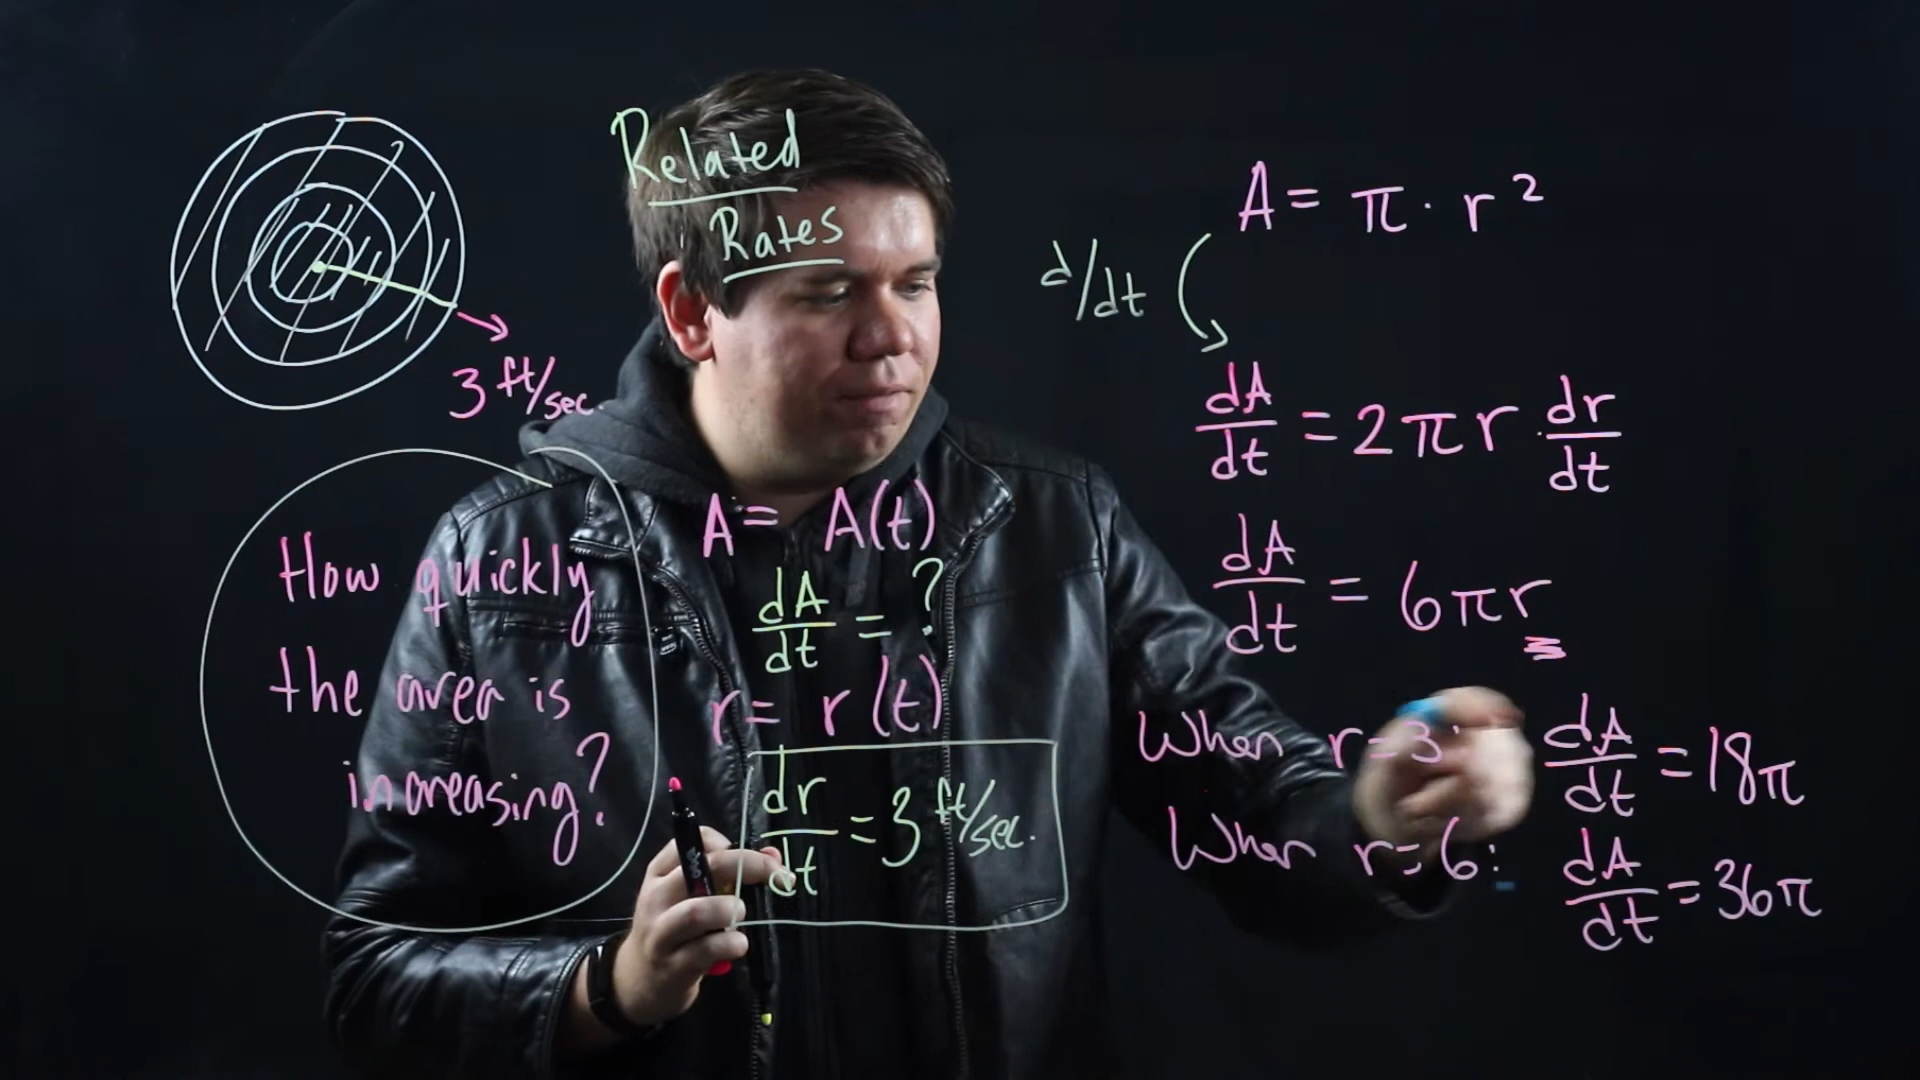 Related
Rates
3 ft/sec.
How quickly
the area is
increasing?
A = A(t)
dA/dt = ?
r = r(t)
dr/dt = 3 ft/sec.
A = π · r²
d/dt
dA/dt = 2πr · dr/dt
dA/dt = 6πr
When r=3: dA/dt = 18π
When r=6: dA/dt = 36π